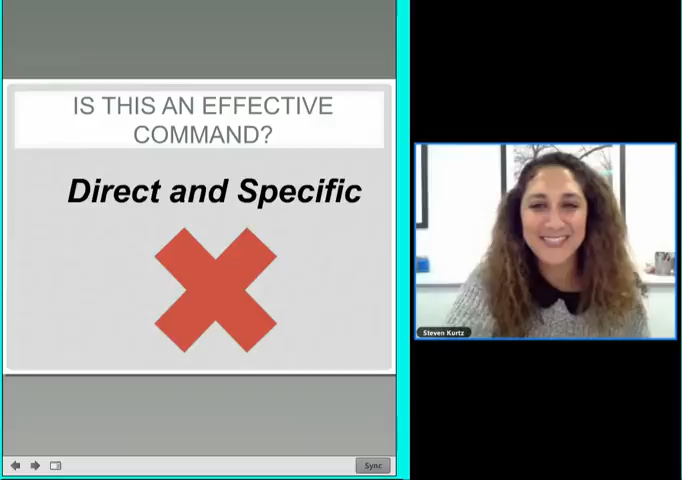 IS THIS AN EFFECTIVE
COMMAND?
Direct and Specific
Steven Kurtz
Sync